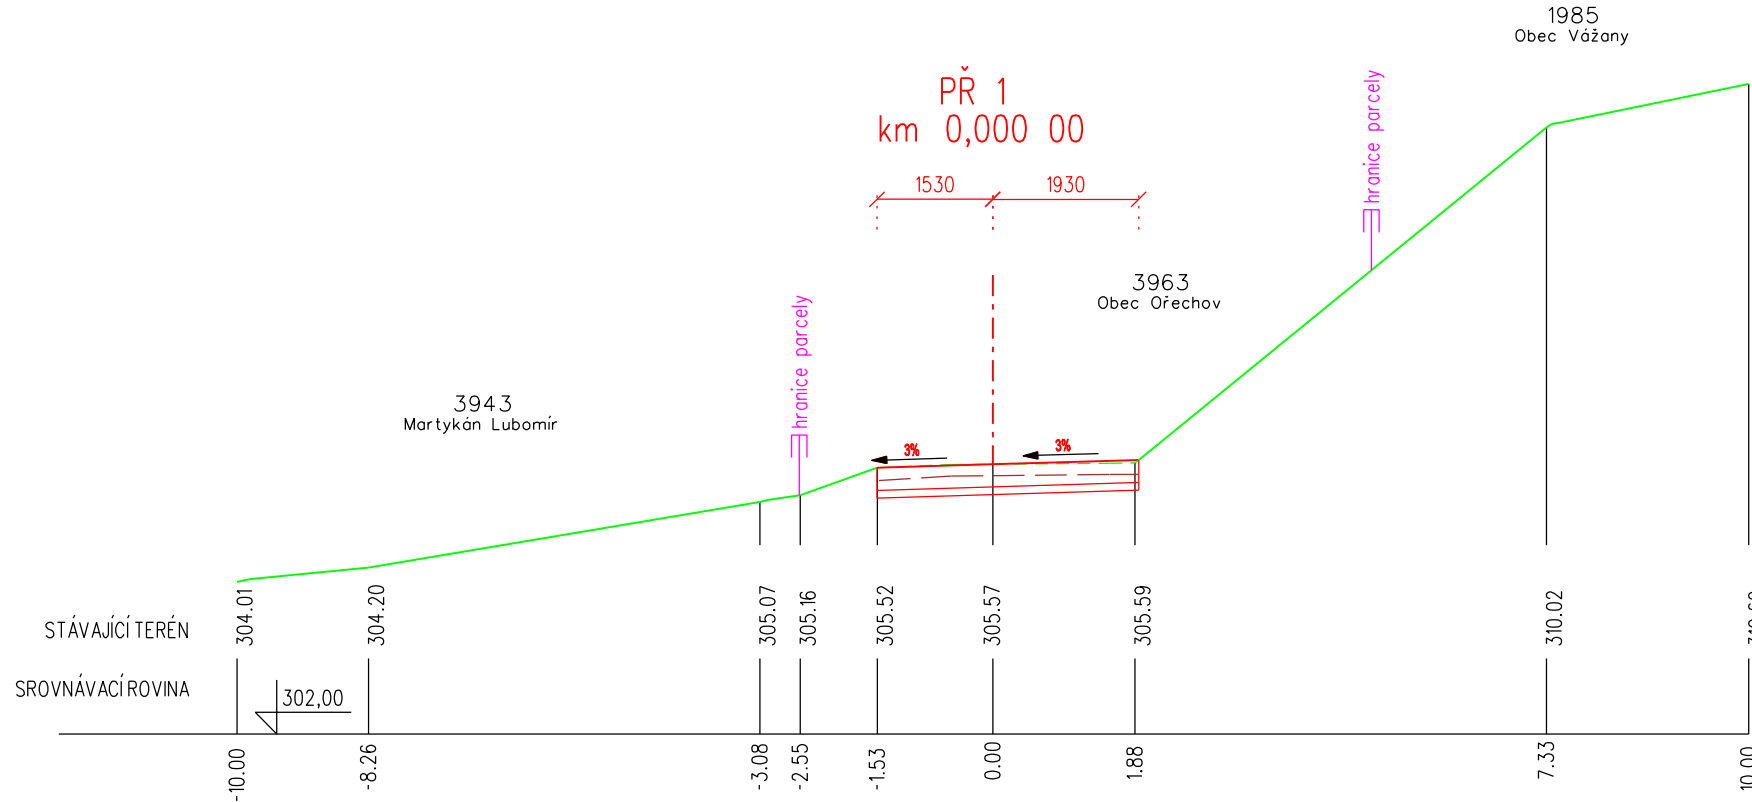 1985
Obec Vážany
PŘ 1
km 0,000 00
hranice parcely
1530
1930
3963
Obec Ořechov
hranice parcely
3943
Martykán Lubomír
3%
3%
STÁVAJÍCÍ TERÉN
304.01
304.20
305.07
305.16
305.52
305.57
305.59
310.02
SROVNÁVACÍ ROVINA
302,00
-10.00
-8.26
-3.08
-2.55
-1.53
0.00
1.88
7.33
10.00